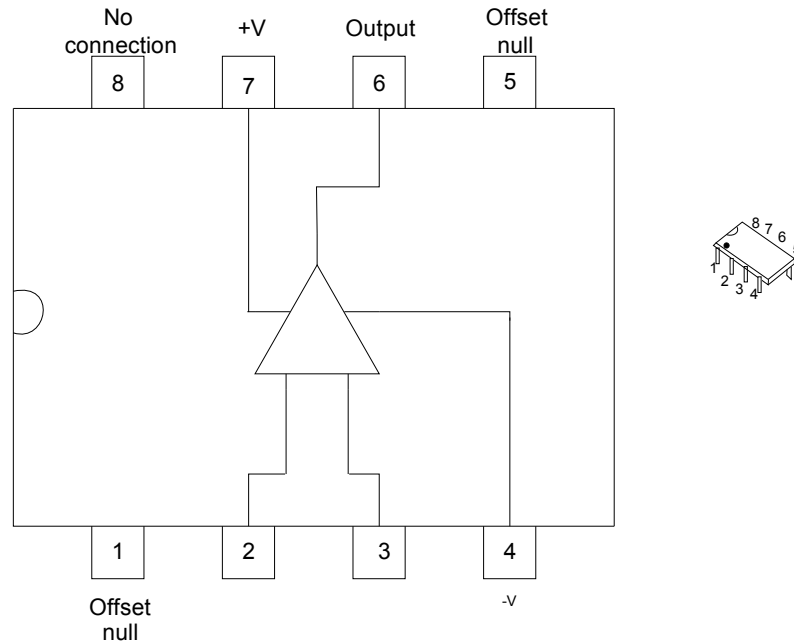 No
connection
+V
Output
Offset
null
8
7
6
5
8 7 6
1
2
3
4
1
2
3
4
Offset
null
-V